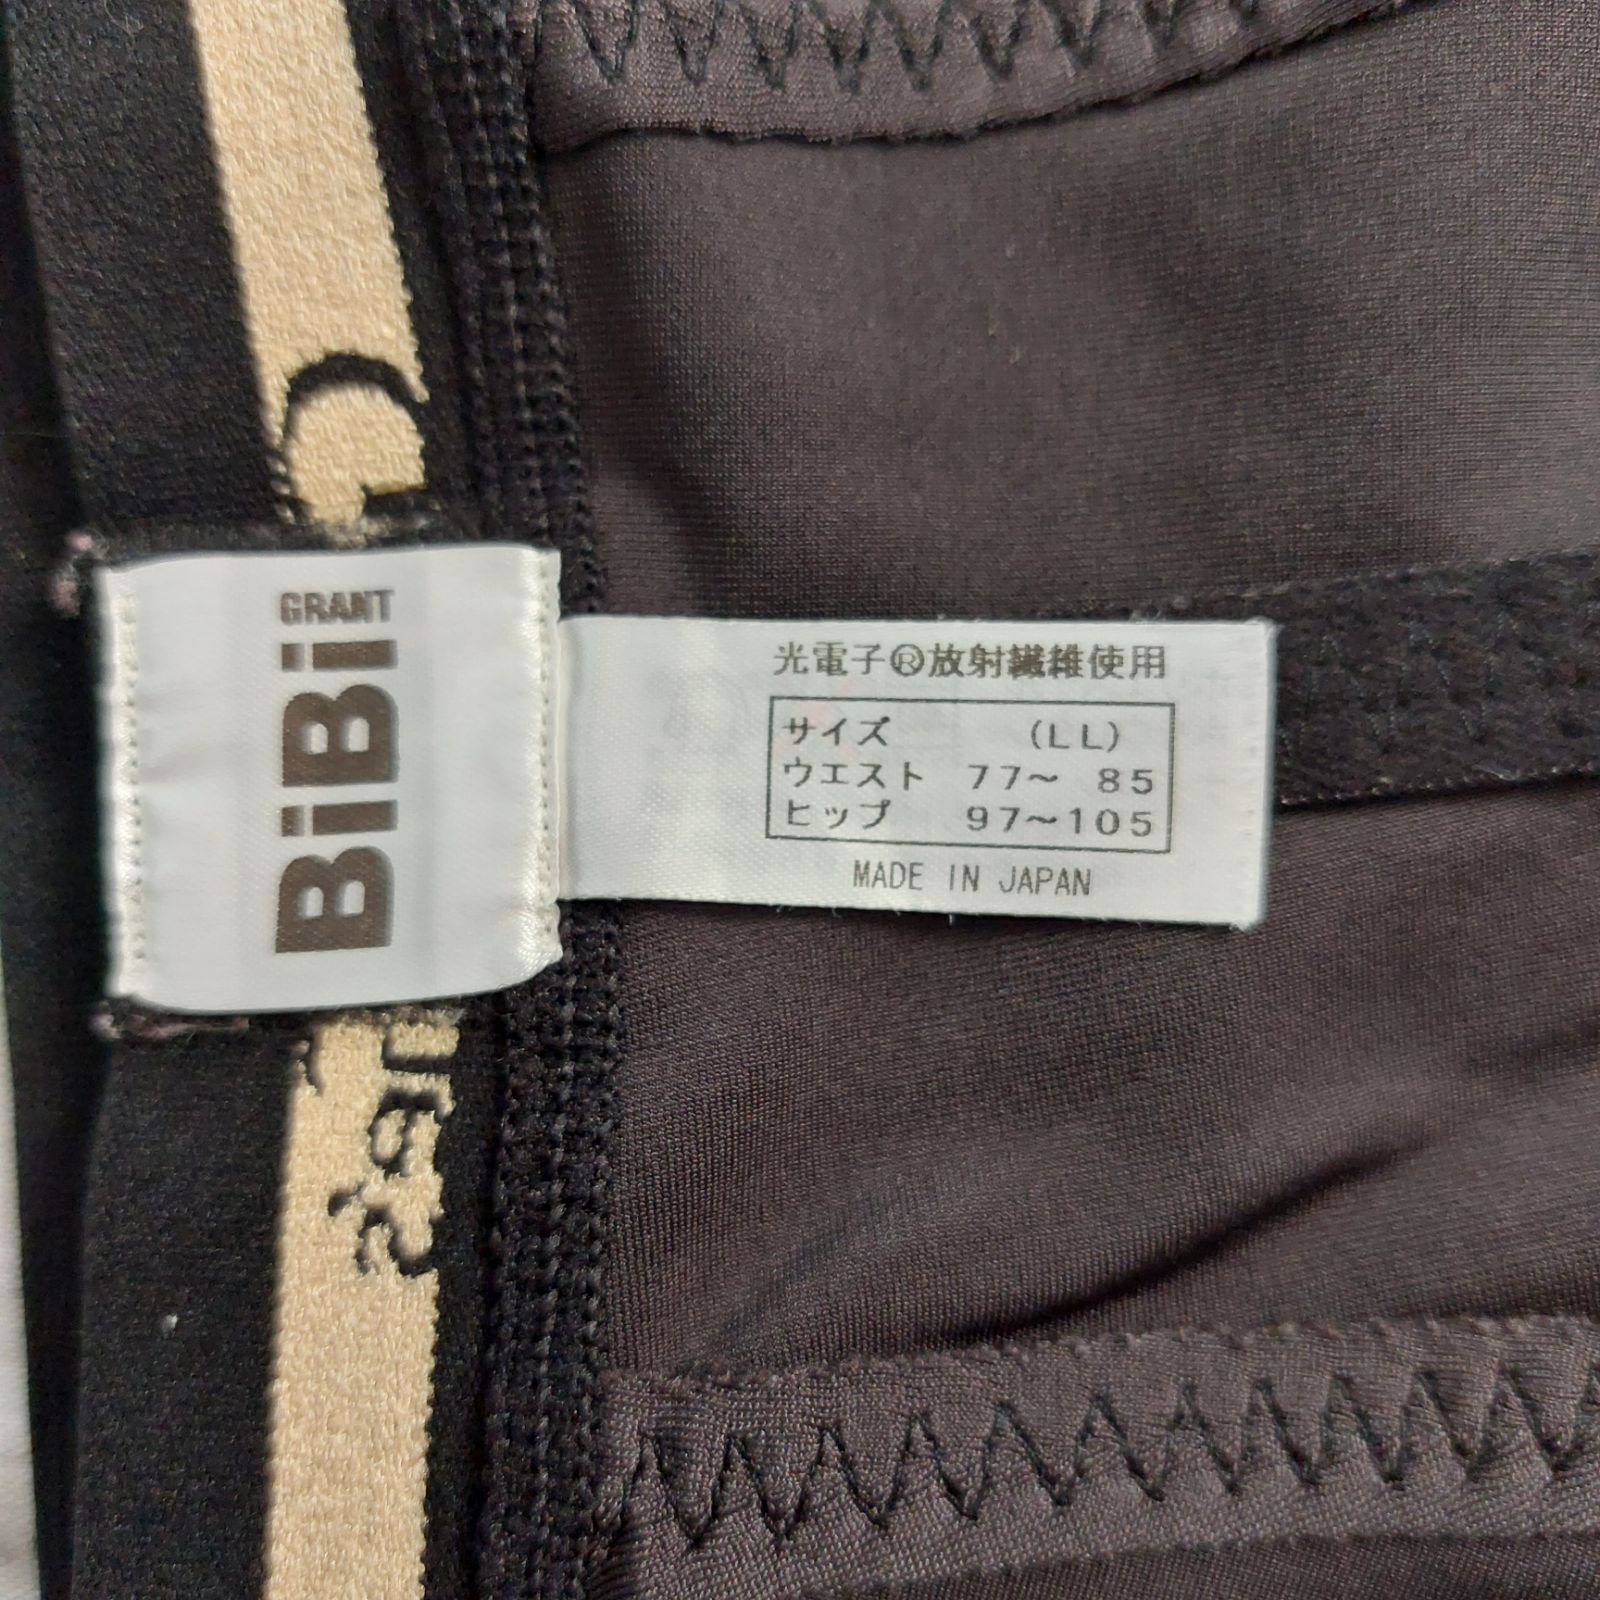 GRANT
BiBi
光電子®放射繊維使用
サイズ (LL)
ウエスト 77～ 85
ヒップ 97～105
MADE IN JAPAN